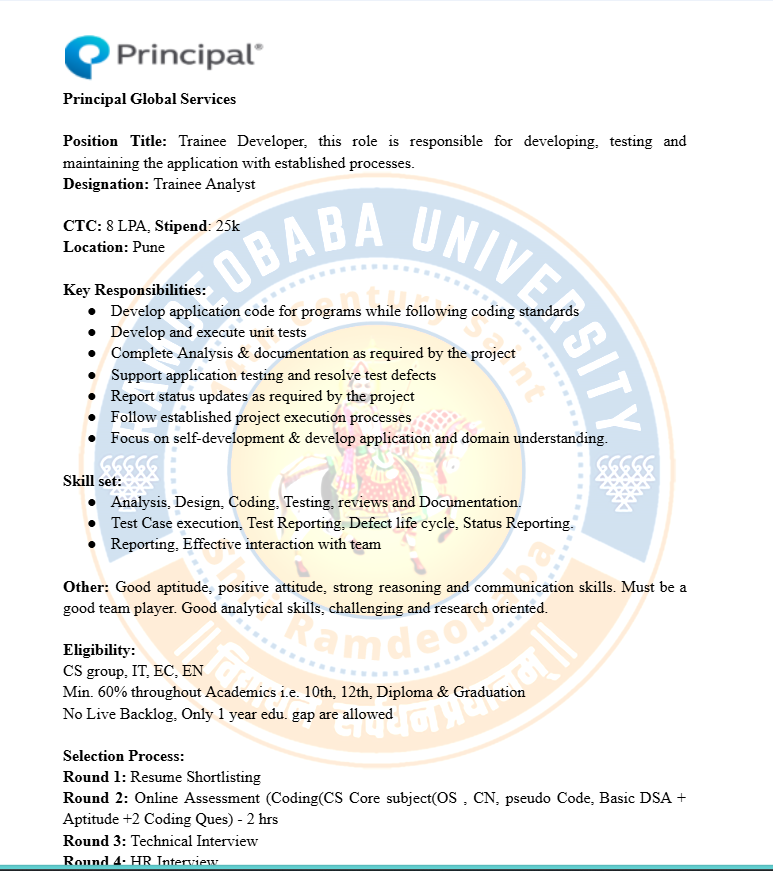 Principal®
Principal Global Services
Position Title: Trainee Developer, this role is responsible for developing, testing and
maintaining the application with established processes.
Designation: Trainee Analyst
CTC: 8 LPA, Stipend: 25k
Location: Pune
Key Responsibilities:
● Develop application code for programs while following coding standards
● Develop and execute unit tests
● Complete Analysis & documentation as required by the project
● Support application testing and resolve test defects
● Report status updates as required by the project
● Follow established project execution processes
● Focus on self-development & develop application and domain understanding.
Skill set:
● Analysis, Design, Coding, Testing, reviews and Documentation.
● Test Case execution, Test Reporting, Defect life cycle, Status Reporting.
● Reporting, Effective interaction with team
Other: Good aptitude, positive attitude, strong reasoning and communication skills. Must be a
good team player. Good analytical skills, challenging and research oriented.
Eligibility:
CS group, IT, EC, EN
Min. 60% throughout Academics i.e. 10th, 12th, Diploma & Graduation
No Live Backlog, Only 1 year edu. gap are allowed
Selection Process:
Round 1: Resume Shortlisting
Round 2: Online Assessment (Coding(CS Core subject(OS , CN, pseudo Code, Basic DSA +
Aptitude +2 Coding Ques) - 2 hrs
Round 3: Technical Interview
Round 4: HR Interview
RAMDEOBABA UNIVERSITY
Century Saint
Shri Ramdeobaba